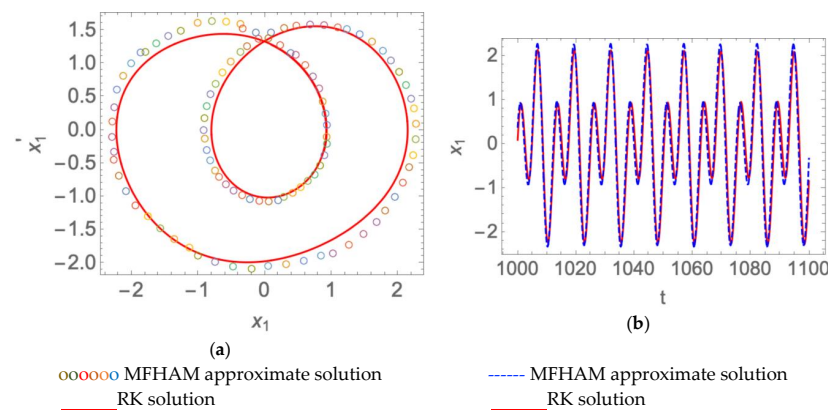 1.5
1.0
0.5
0.0
−0.5
−1.0
−1.5
−2.0
x₁'
−2 −1 0 1 2
x₁
(a)
oooooo MFHAM approximate solution
RK solution
2
1
0
−1
−2
x₁
1000 1020 1040 1060 1080 1100
t
(b)
------ MFHAM approximate solution
RK solution